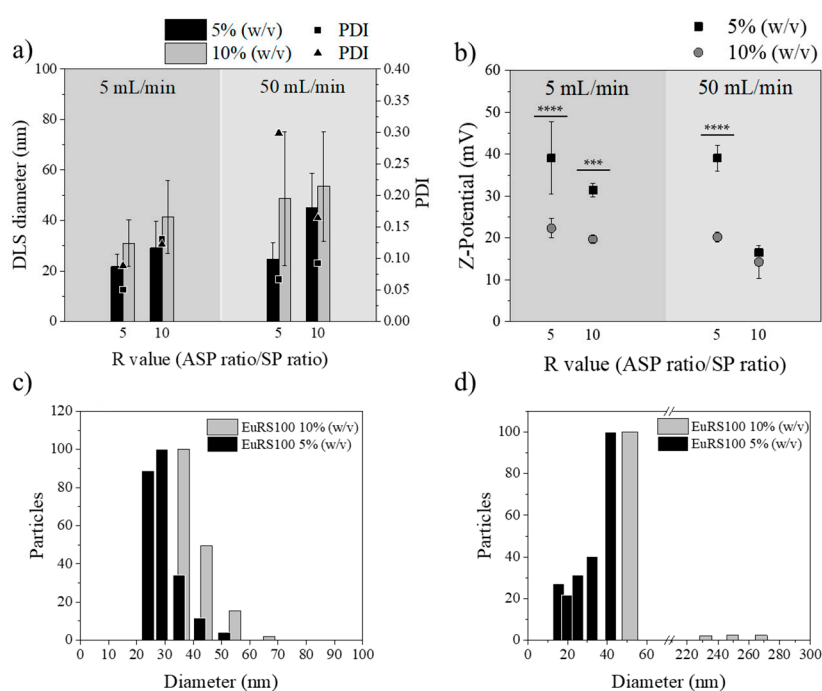 a)
5% (w/v) PDI
10% (w/v) PDI
5 mL/min 50 mL/min
100
80
60
40
20
0
DLS diameter (nm)
0.40
0.35
0.30
0.25
0.20
0.15
0.10
0.05
0.00
PDI
5 10 5 10
R value (ASP ratio/SP ratio)
b)
5% (w/v)
10% (w/v)
5 mL/min 50 mL/min
60
50
40
30
20
10
0
Z-Potential (mV)
**** *** ****
5 10 5 10
R value (ASP ratio/SP ratio)
c)
EuRS100 10% (w/v)
EuRS100 5% (w/v)
120
100
80
60
40
20
0
Particles
0 10 20 30 40 50 60 70 80 90 100
Diameter (nm)
d)
EuRS100 10% (w/v)
EuRS100 5% (w/v)
100
80
60
40
20
0
Particles
0 20 40 60 220 240 260 280 300
Diameter (nm)